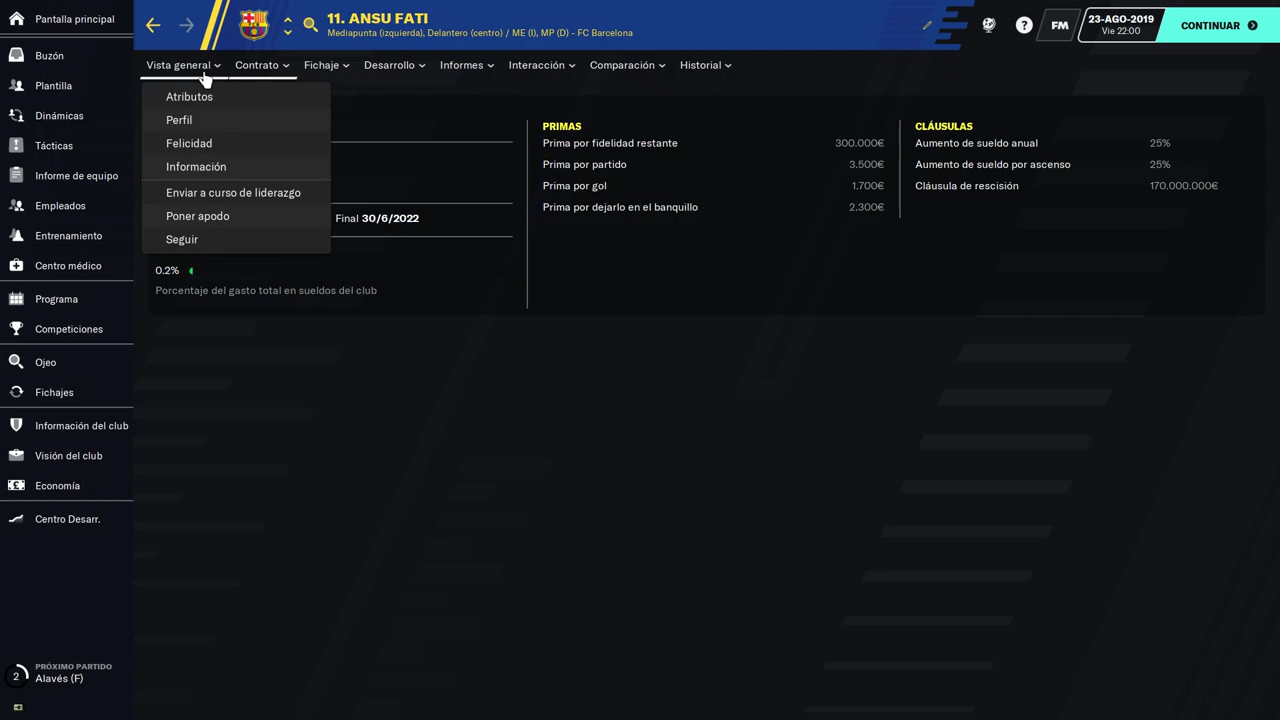 Pantalla principal
Buzón
Plantilla
Dinámicas
Tácticas
Informe de equipo
Empleados
Entrenamiento
Centro médico
Programa
Competiciones
Ojeo
Fichajes
Información del club
Visión del club
Economía
Centro Desarr.
2
PRÓXIMO PARTIDO
Alavés (F)
11. ANSU FATI
Mediapunta (izquierda), Delantero (centro) / ME (I), MP (D) - FC Barcelona
?
FM
23-AGO-2019
Vie 22:00
CONTINUAR
Vista general
Contrato
Fichaje
Desarrollo
Informes
Interacción
Comparación
Historial
Atributos
Perfil
Felicidad
Información
Enviar a curso de liderazgo
Poner apodo
Seguir
Final 30/6/2022
0.2%
Porcentaje del gasto total en sueldos del club
PRIMAS
Prima por fidelidad restante 300.000€
Prima por partido 3.500€
Prima por gol 1.700€
Prima por dejarlo en el banquillo 2.300€
CLÁUSULAS
Aumento de sueldo anual 25%
Aumento de sueldo por ascenso 25%
Cláusula de rescisión 170.000.000€